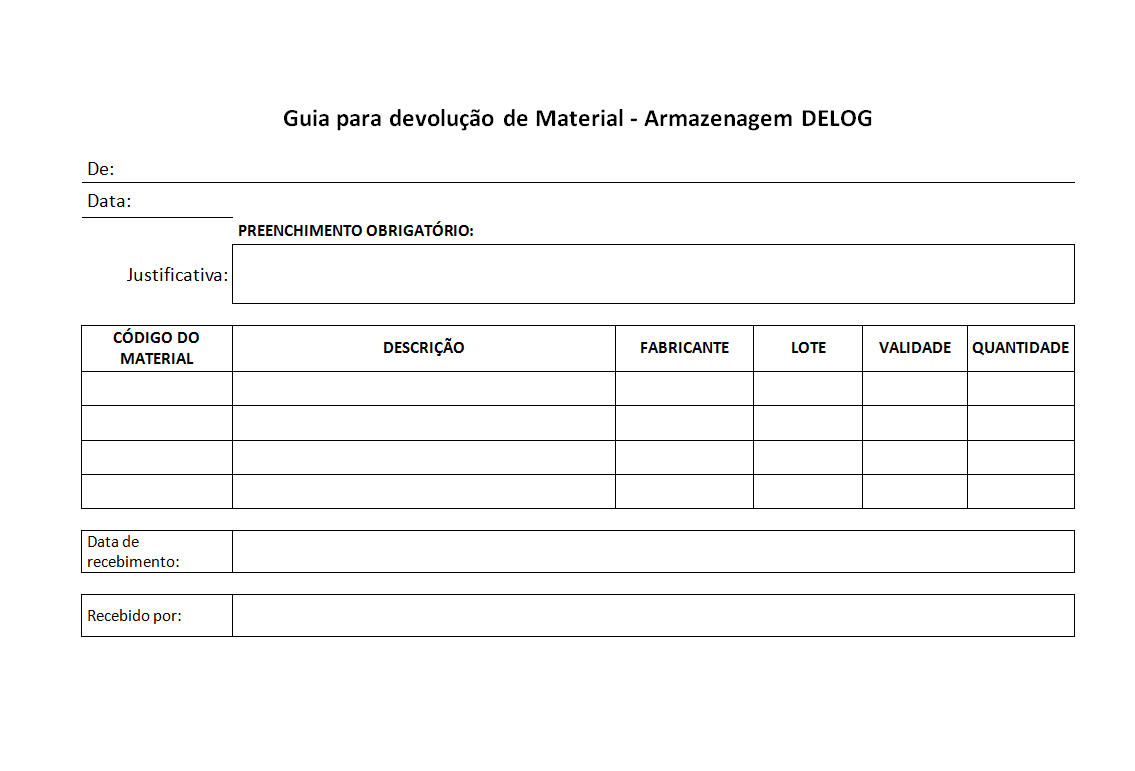 Guia para devolução de Material - Armazenagem DELOG
De:
Data:
PREENCHIMENTO OBRIGATÓRIO:
Justificativa:
CÓDIGO DO
MATERIAL
DESCRIÇÃO
FABRICANTE
LOTE
VALIDADE
QUANTIDADE
Data de
recebimento:
Recebido por: